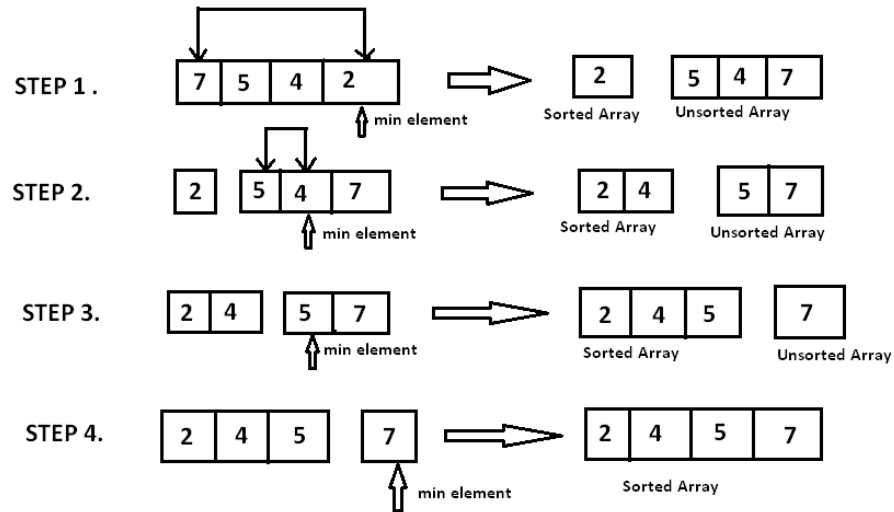 STEP 1. 7 5 4 2 2 5 4 7
min element Sorted Array Unsorted Array
STEP 2. 2 5 4 7 2 4 5 7
min element Sorted Array Unsorted Array
STEP 3. 2 4 5 7 2 4 5 7
min element Sorted Array Unsorted Array
STEP 4. 2 4 5 7 2 4 5 7
min element Sorted Array